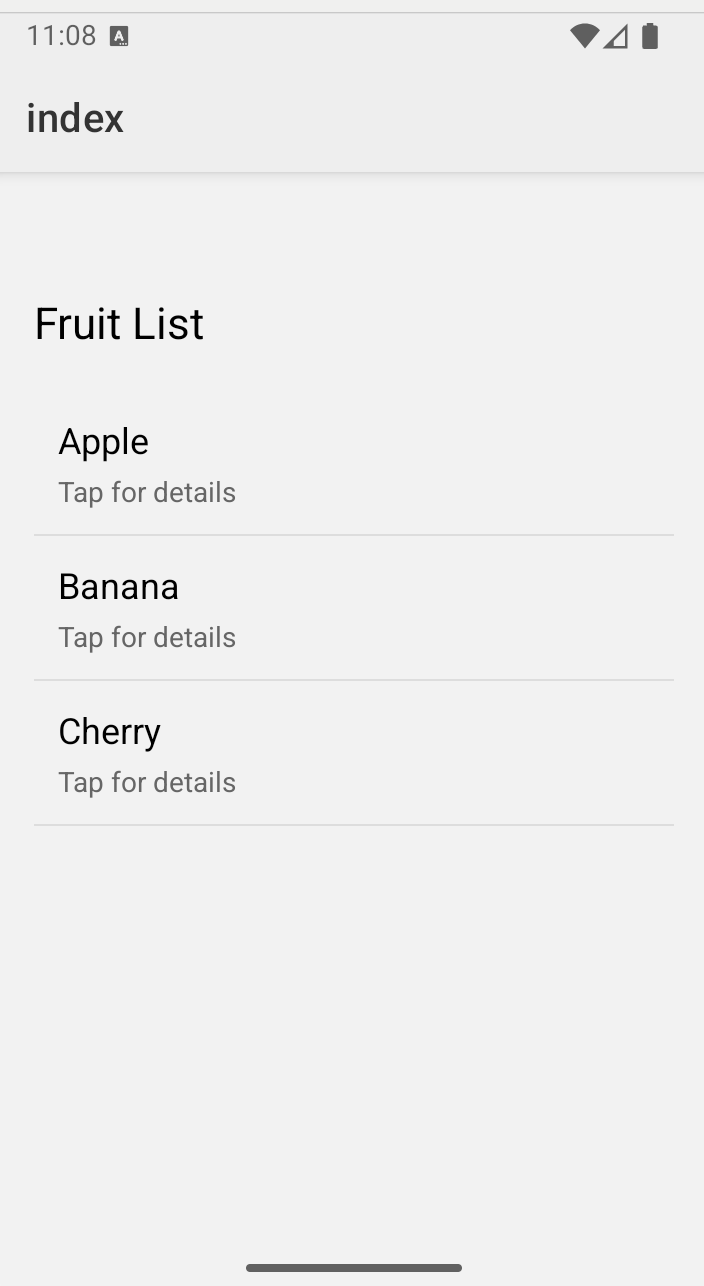 11:08
index
Fruit List
Apple
Tap for details
Banana
Tap for details
Cherry
Tap for details